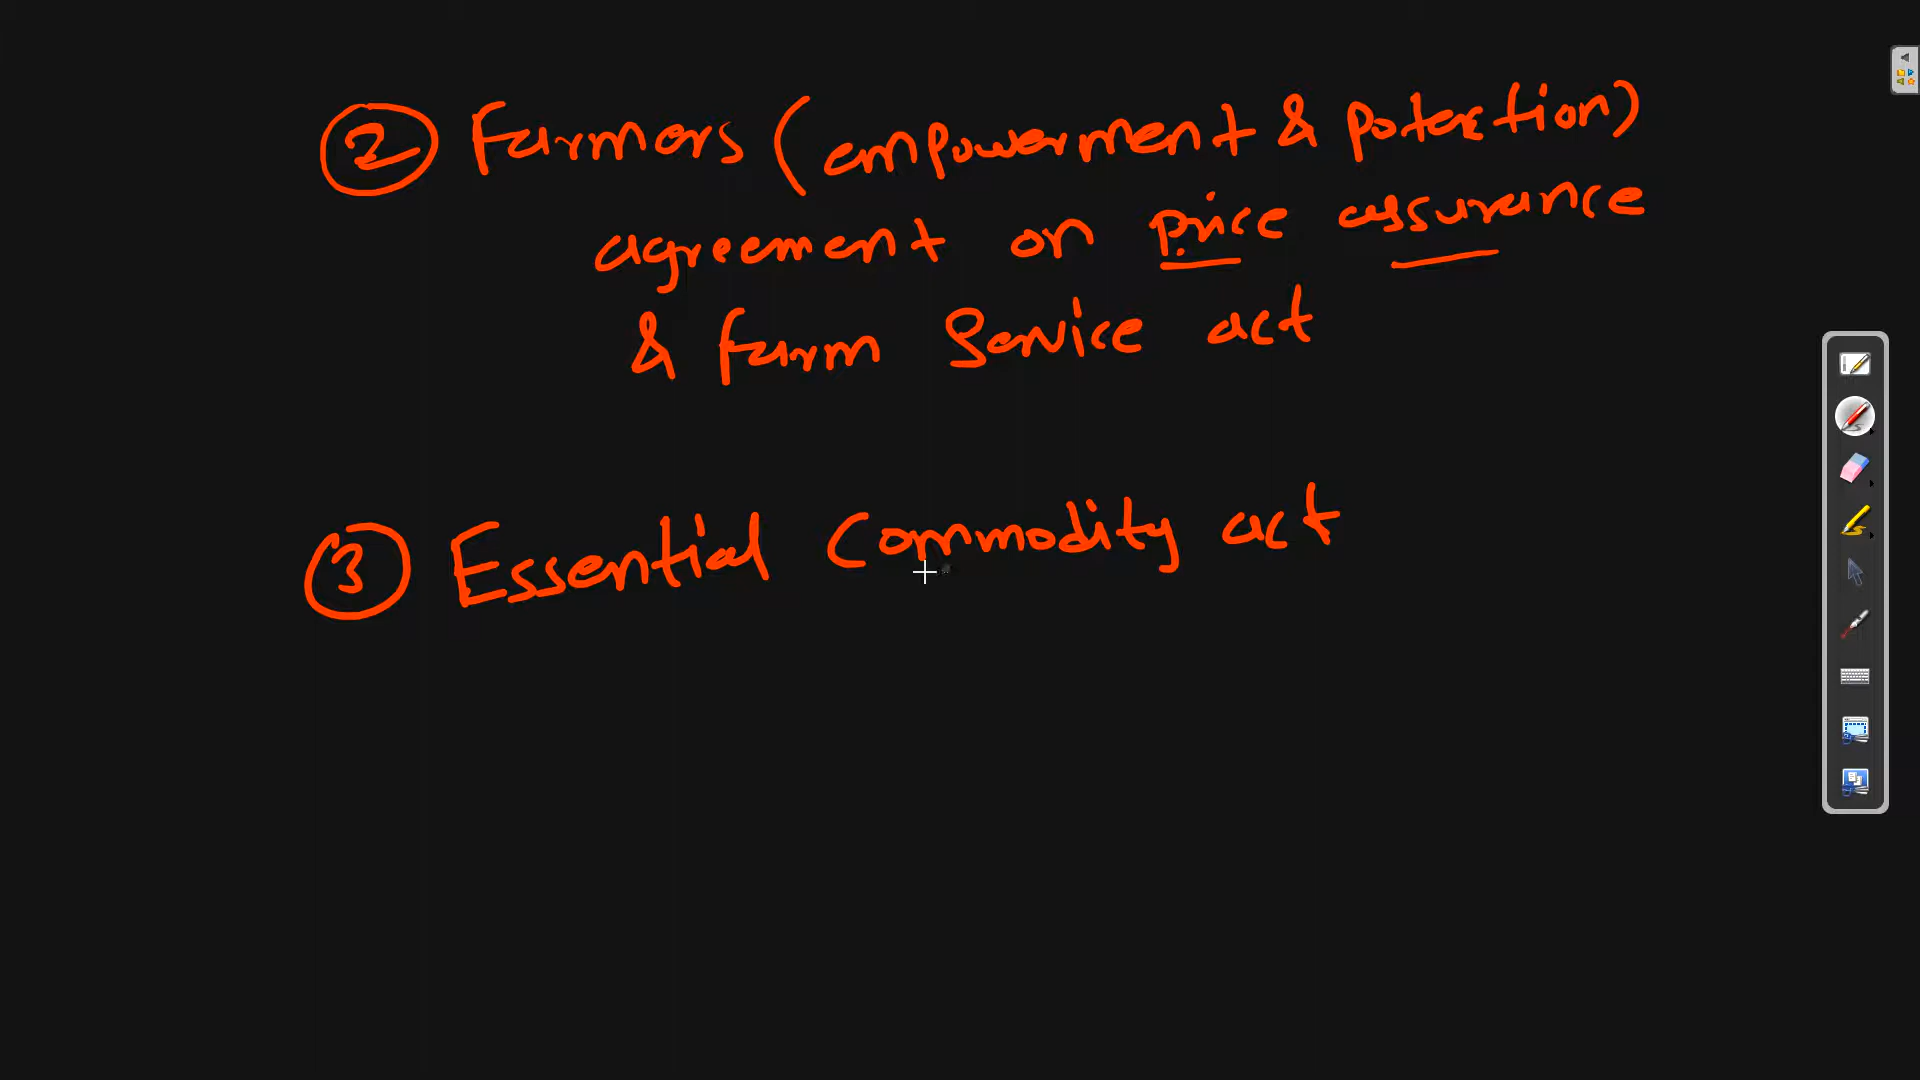 ② Farmers (empowerment & potection)
agreement on price assurance
& farm Service act
③ Essential Commodity act